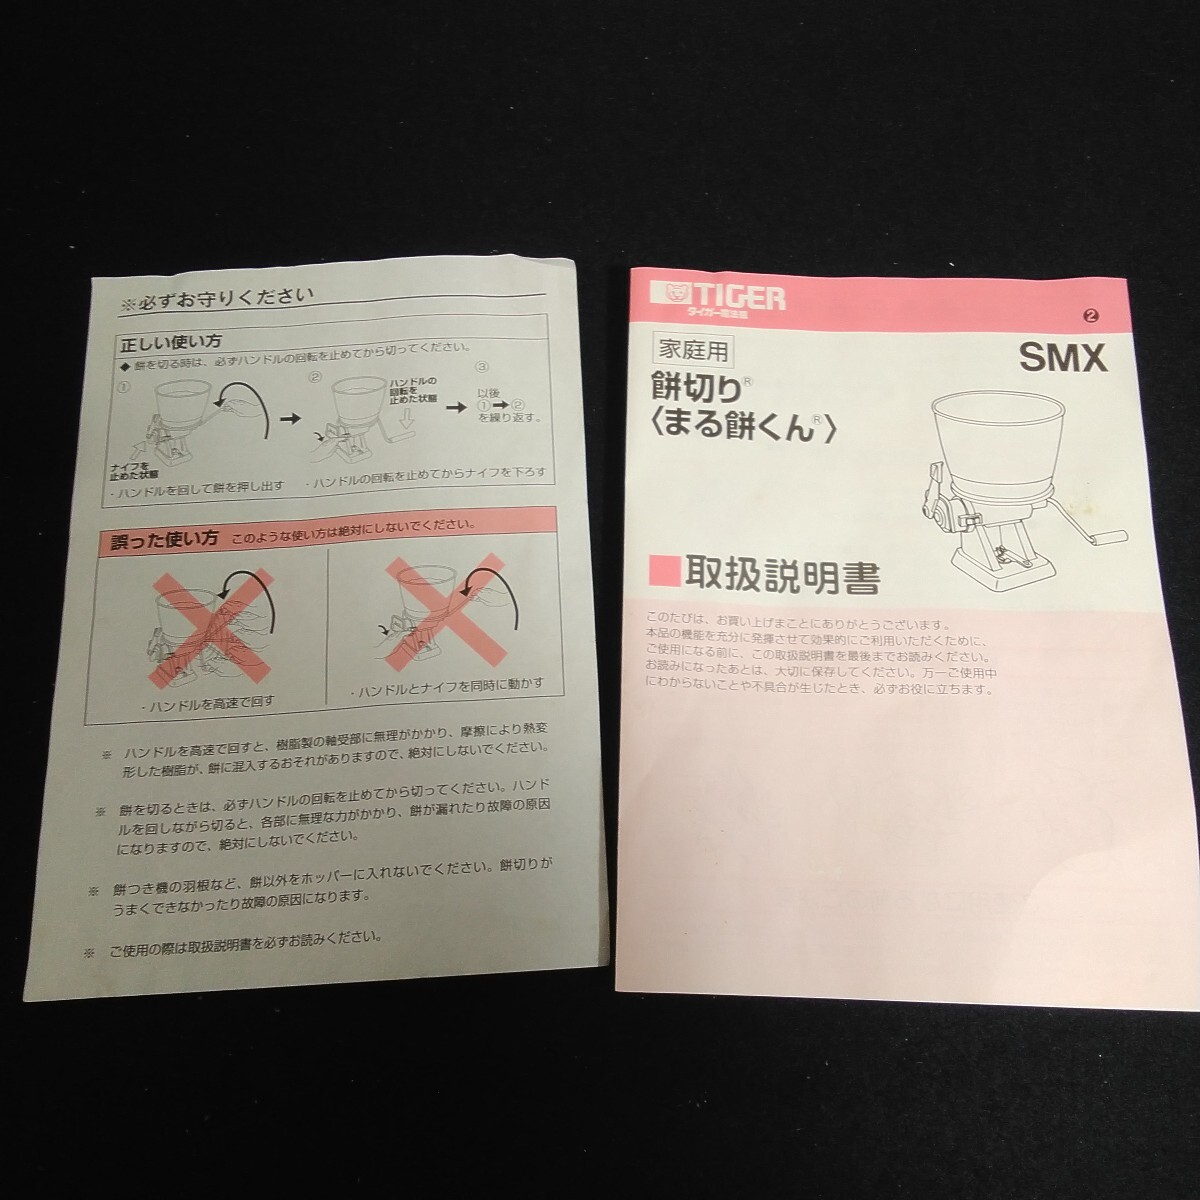 ※必ずお守りください
正しい使い方
◆ 餅を切る時は、必ずハンドルの回転を止めてから切ってください。
①
ナイフを
止めた状態
・ハンドルを回して餅を押し出す
②
ハンドルの
回転を
止めた状態
・ハンドルの回転を止めてからナイフを下ろす
③
以後
①➡②
を繰り返す。
誤った使い方 このような使い方は絶対にしないでください。
・ハンドルを高速で回す
・ハンドルとナイフを同時に動かす
※ ハンドルを高速で回すと、樹脂製の軸受部に無理がかかり、摩擦により熱変
形した樹脂が、餅に混入するおそれがありますので、絶対にしないでください。
※ 餅を切るときは、必ずハンドルの回転を止めてから切ってください。ハンド
ルを回しながら切ると、各部に無理な力がかかり、餅が漏れたり故障の原因
になりますので、絶対にしないでください。
※ 餅つき機の羽根など、餅以外をホッパーに入れないでください。餅切りが
うまくできなかったり故障の原因になります。
※ ご使用の際は取扱説明書を必ずお読みください。
TIGER
タイガー魔法瓶
❷
家庭用
SMX
餅切り®
〈まる餅くん®〉
■取扱説明書
このたびは、お買い上げまことにありがとうございます。
本品の機能を充分に発揮させて効果的にご利用いただくために、
ご使用になる前に、この取扱説明書を最後までお読みください。
お読みになったあとは、大切に保存してください。万一ご使用中
にわからないことや不具合が生じたとき、必ずお役に立ちます。